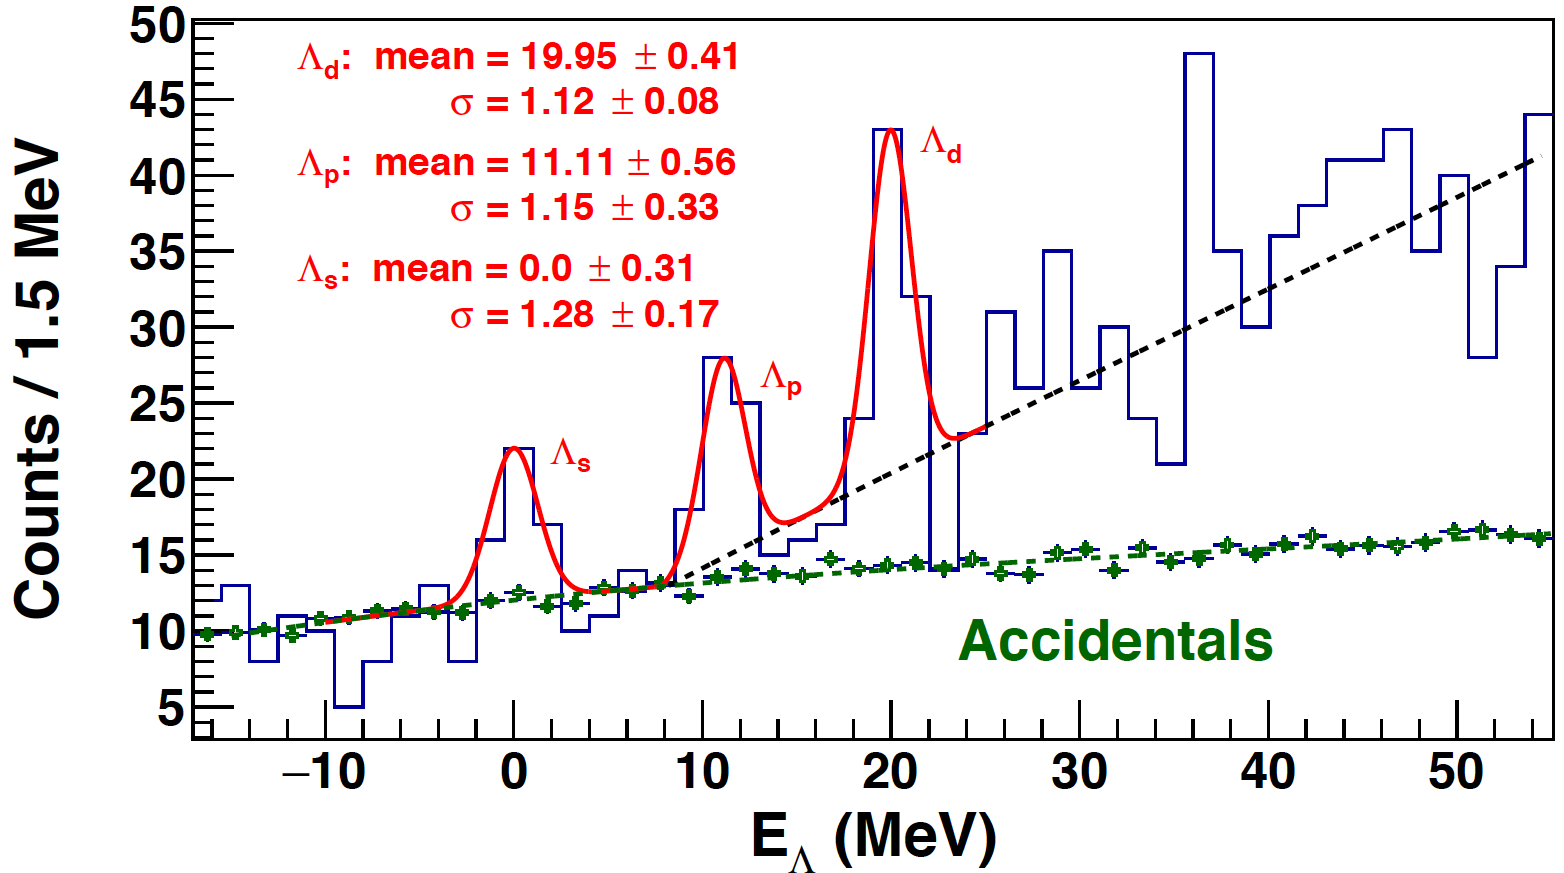 50
45
40
35
30
25
20
15
10
5
Counts / 1.5 MeV
Λd: mean = 19.95 ± 0.41
σ = 1.12 ± 0.08
Λp: mean = 11.11 ± 0.56
σ = 1.15 ± 0.33
Λs: mean = 0.0 ± 0.31
σ = 1.28 ± 0.17
Λd
Λp
Λs
Accidentals
−10 0 10 20 30 40 50
EΛ (MeV)